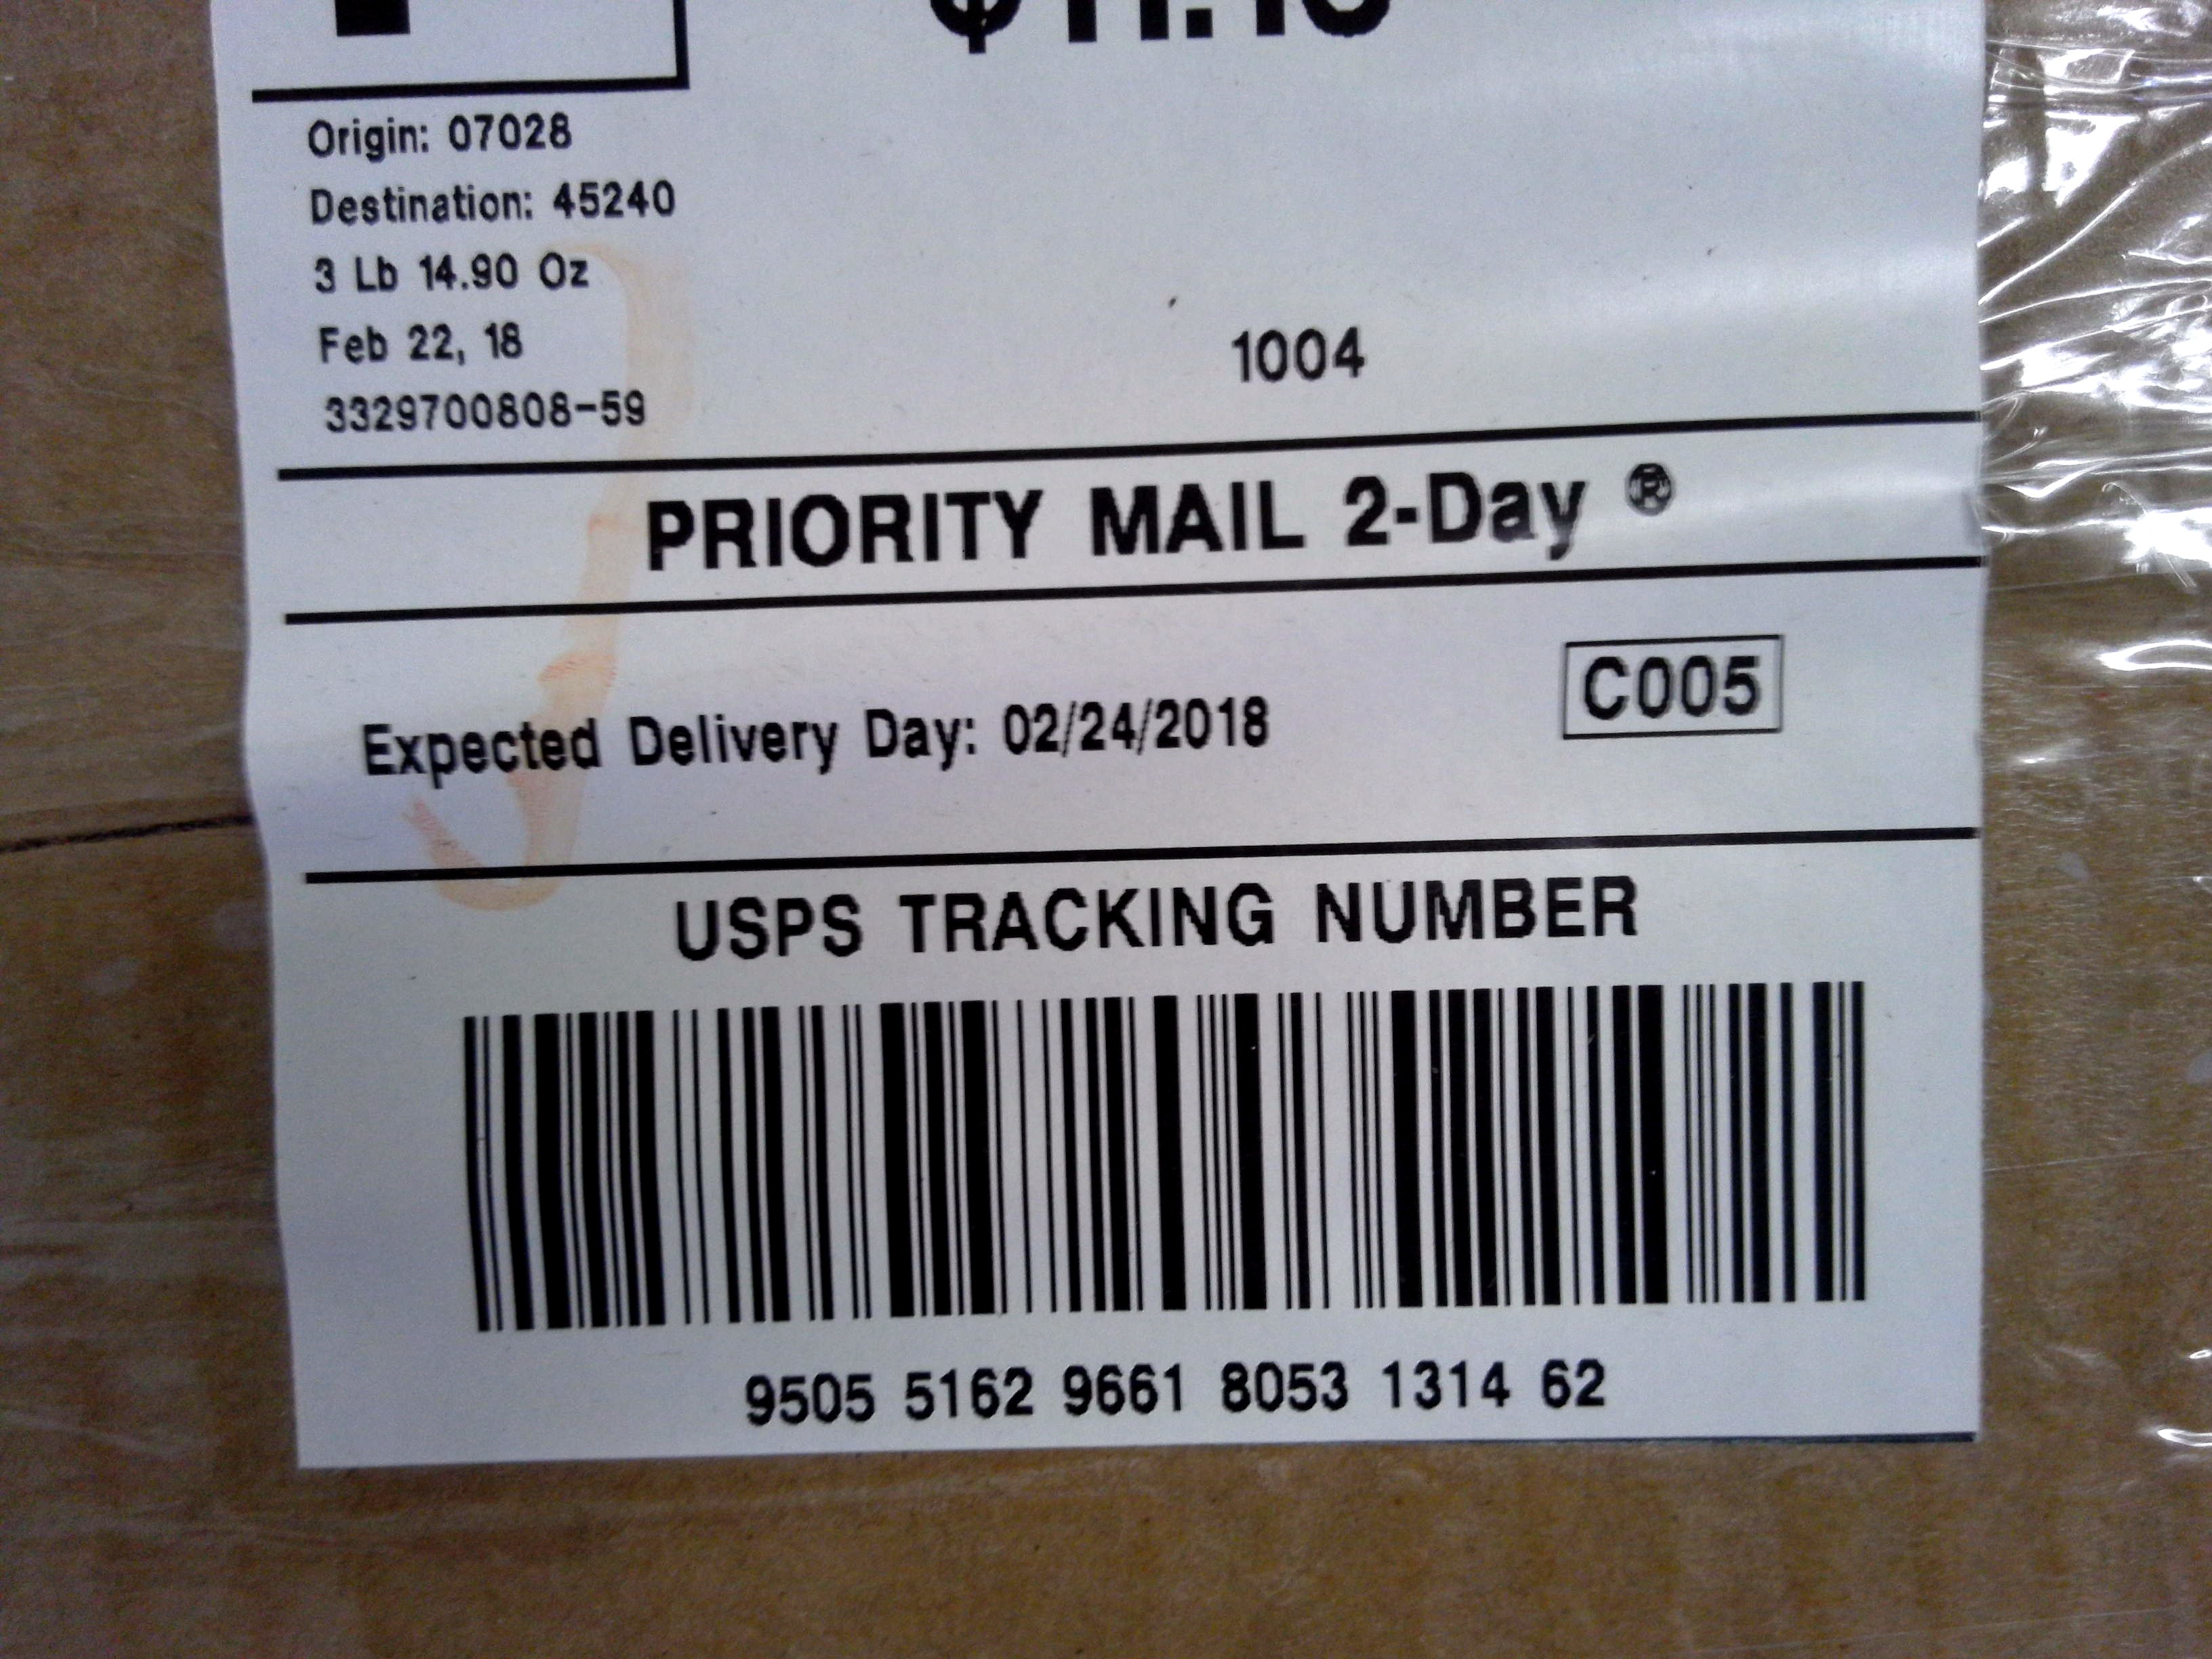 Origin: 07028
Destination: 45240
3 Lb 14.90 Oz
Feb 22, 18
1004
3329700808-59
PRIORITY MAIL 2-Day ®
C005
Expected Delivery Day: 02/24/2018
USPS TRACKING NUMBER
9505 5162 9661 8053 1314 62